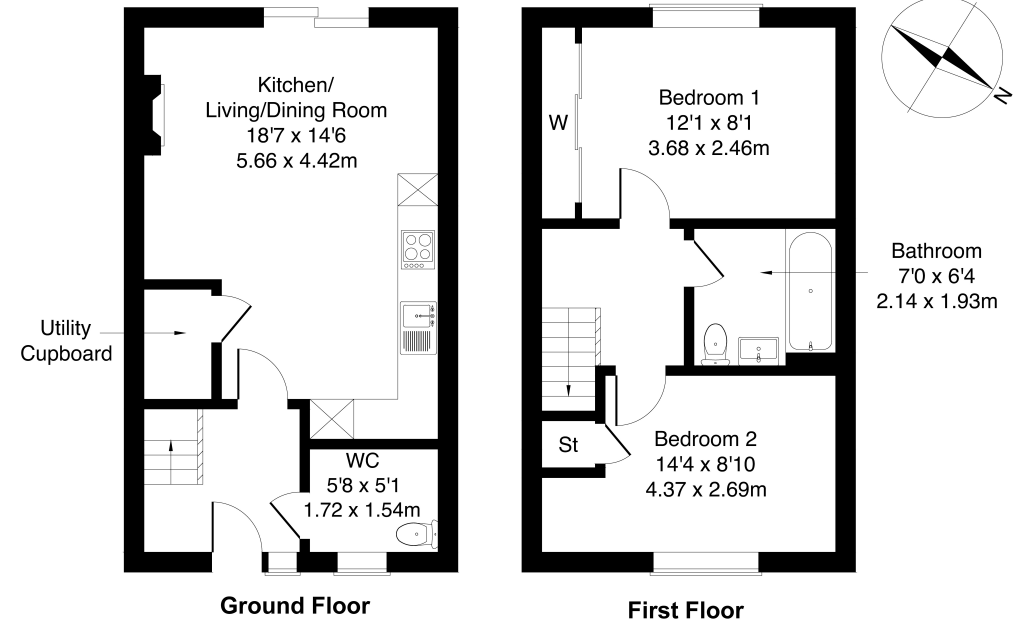 Kitchen/
Living/Dining Room
18'7 x 14'6
5.66 x 4.42m
Utility
Cupboard
WC
5'8 x 5'1
1.72 x 1.54m
Ground Floor
W
Bedroom 1
12'1 x 8'1
3.68 x 2.46m
N
Bathroom
7'0 x 6'4
2.14 x 1.93m
St
Bedroom 2
14'4 x 8'10
4.37 x 2.69m
First Floor